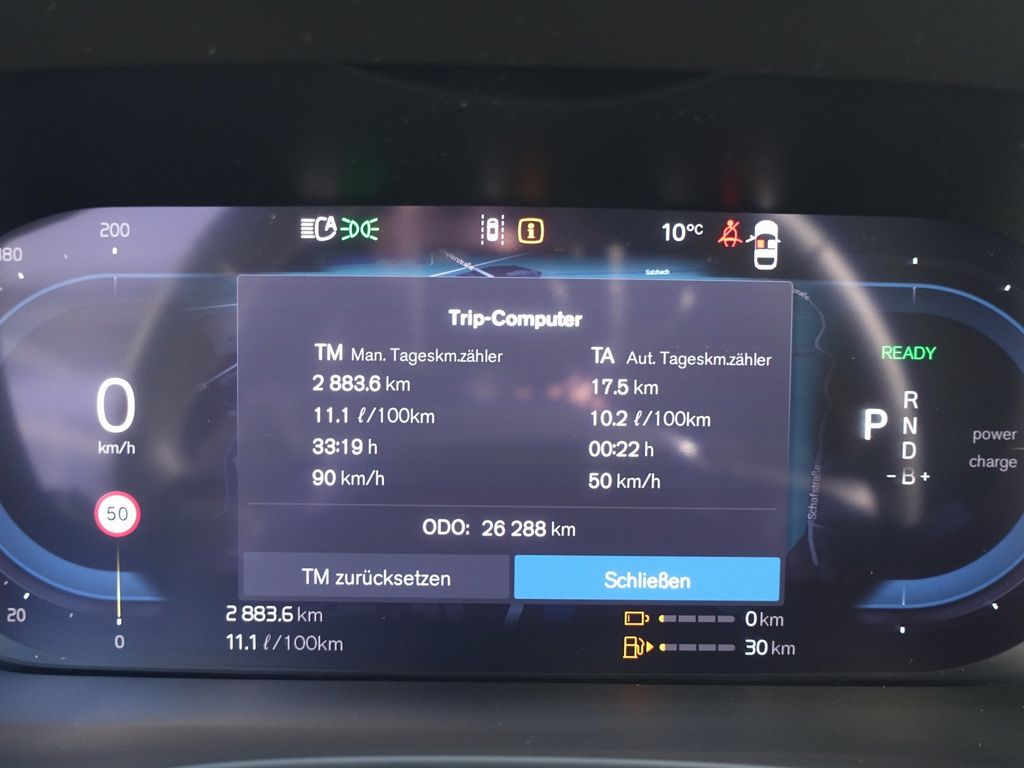 200
180
A
10°C
Salzbach
Trip-Computer
TM Man. Tageskm.zähler
2 883.6 km
11.1 ℓ/100km
33:19 h
90 km/h
TA Aut. Tageskm.zähler
17.5 km
10.2 ℓ/100km
00:22 h
50 km/h
ODO: 26 288 km
TM zurücksetzen
Schließen
0
km/h
50
20
0
2 883.6 km
11.1 ℓ/100km
0 km
30 km
READY
P
R
N
D
- B +
power
charge
Schafstraße